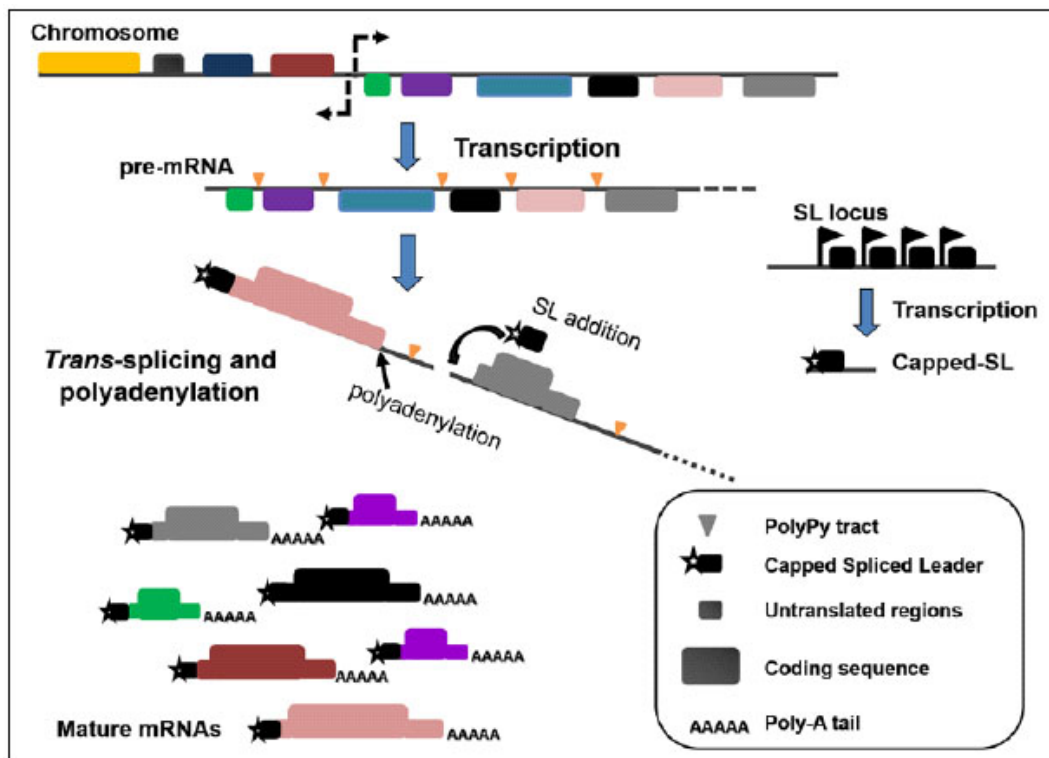 Chromosome
Transcription
pre-mRNA
SL locus
Transcription
Capped-SL
SL addition
Trans-splicing and
polyadenylation
polyadenylation
AAAAA
AAAAA
AAAAA
AAAAA
AAAAA
AAAAA
Mature mRNAs
AAAAA
PolyPy tract
Capped Spliced Leader
Untranslated regions
Coding sequence
AAAAA
Poly-A tail